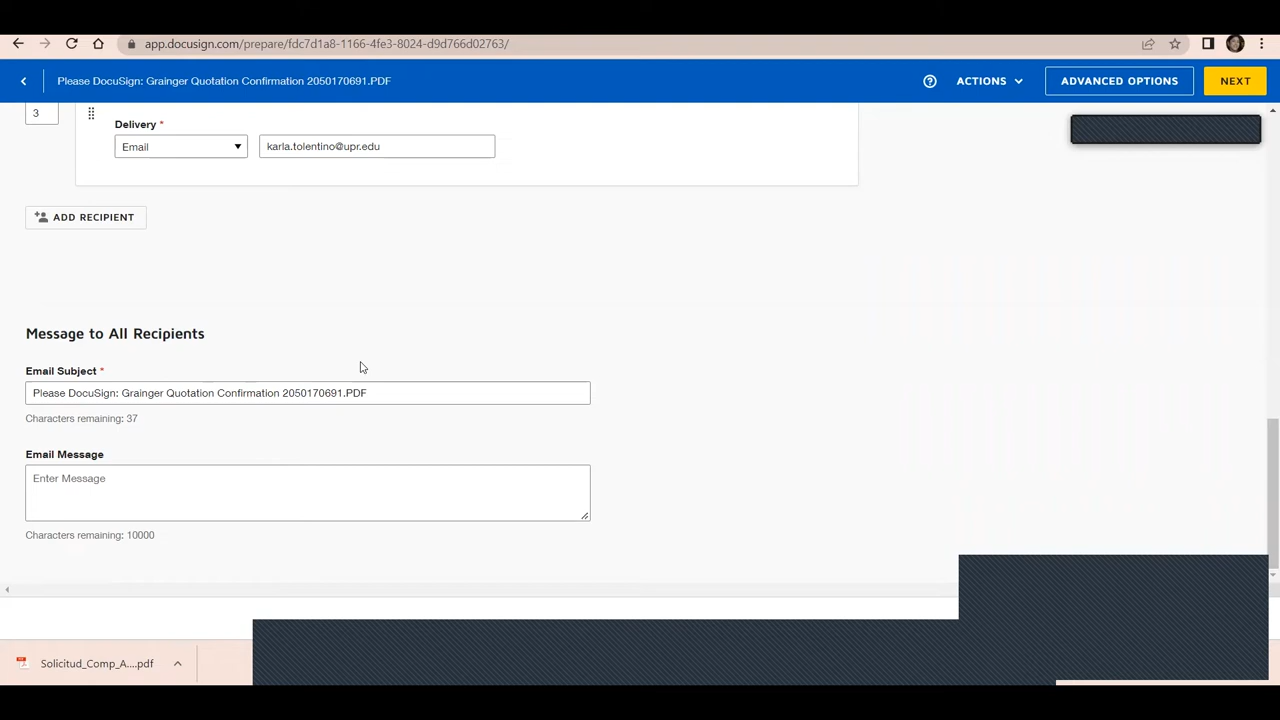 app.docusign.com/prepare/fdc7d1a8-1166-4fe3-8024-d9d766d02763/
Please DocuSign: Grainger Quotation Confirmation 2050170691.PDF
ACTIONS
ADVANCED OPTIONS
NEXT
3
Delivery *
Email
karla.tolentino@upr.edu
ADD RECIPIENT
Message to All Recipients
Email Subject *
Please DocuSign: Grainger Quotation Confirmation 2050170691.PDF
Characters remaining: 37
Email Message
Enter Message
Characters remaining: 10000
Solicitud_Comp_A....pdf